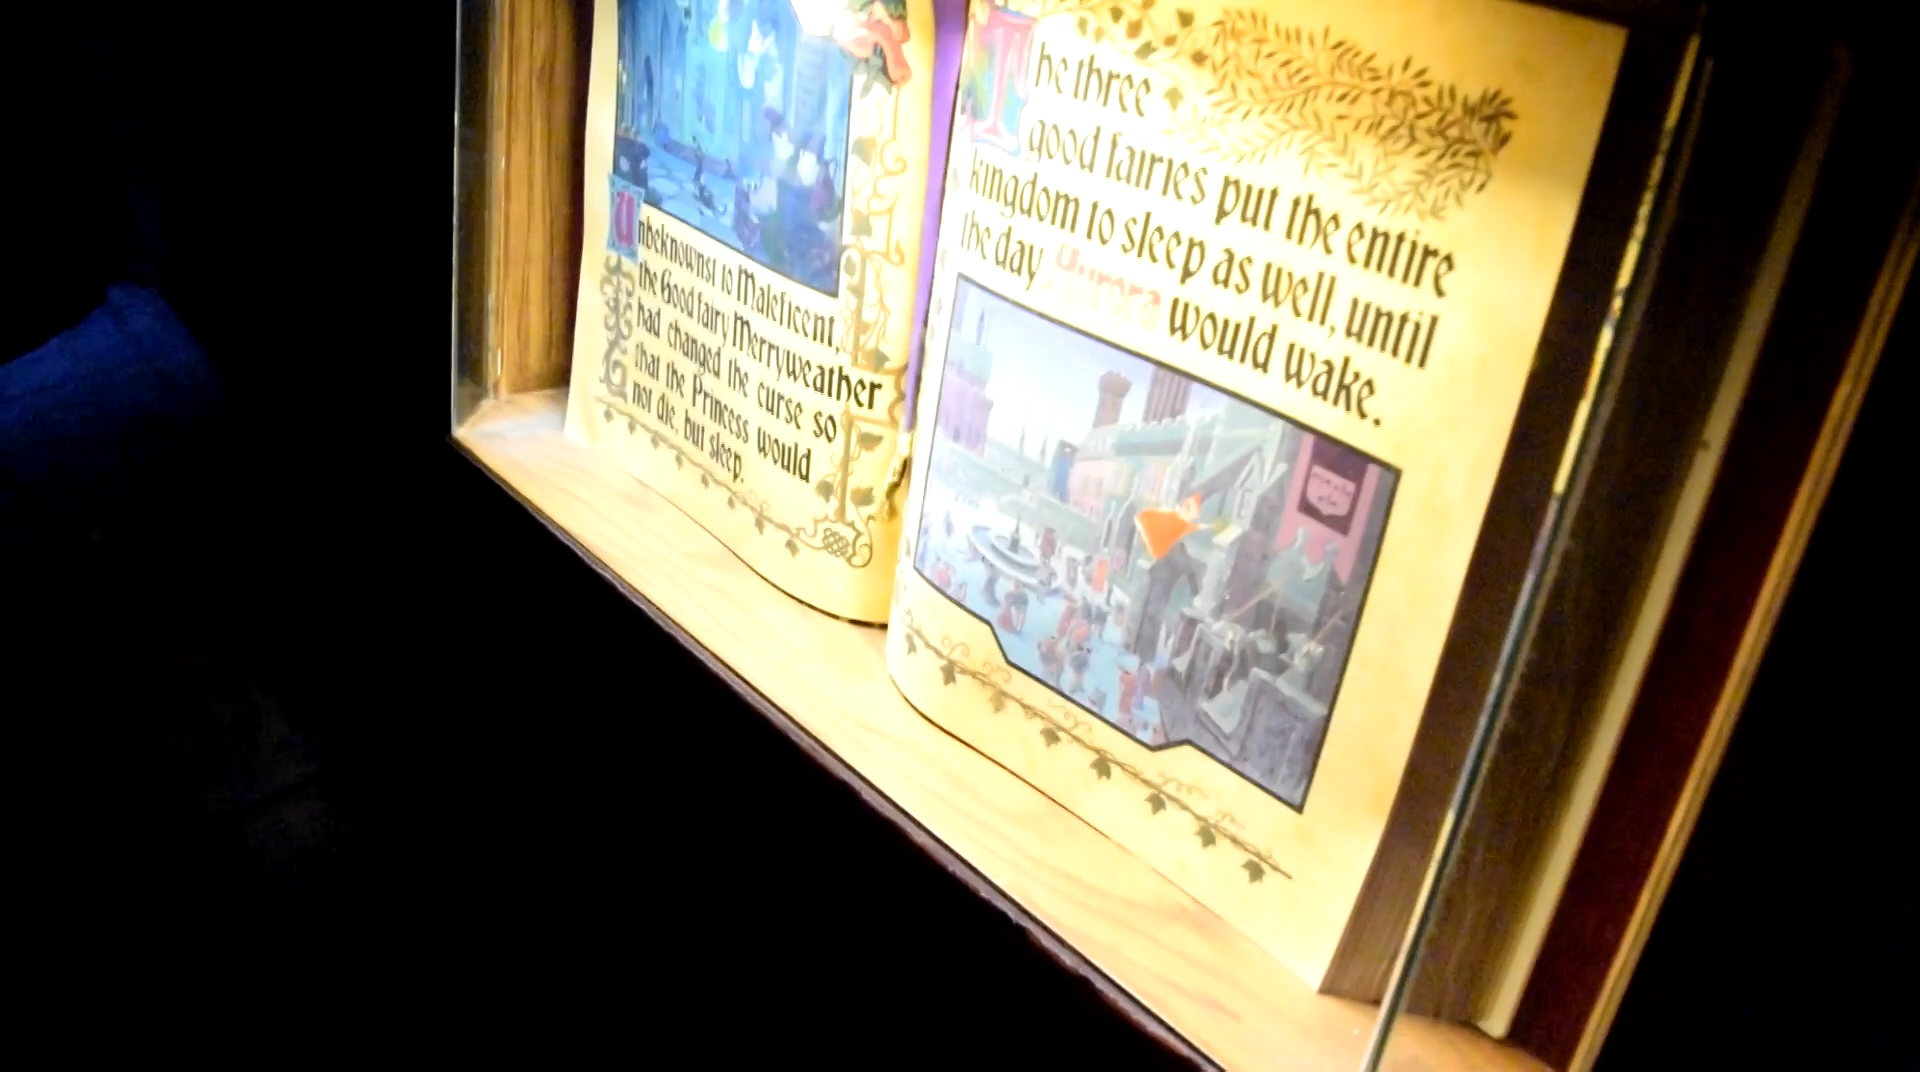 Unbeknownst to Maleficent,
the Good fairy Merryweather
had changed the curse so
that the Princess would
not die, but sleep.
The three
good fairies put the entire
kingdom to sleep as well, until
the day Aurora would wake.